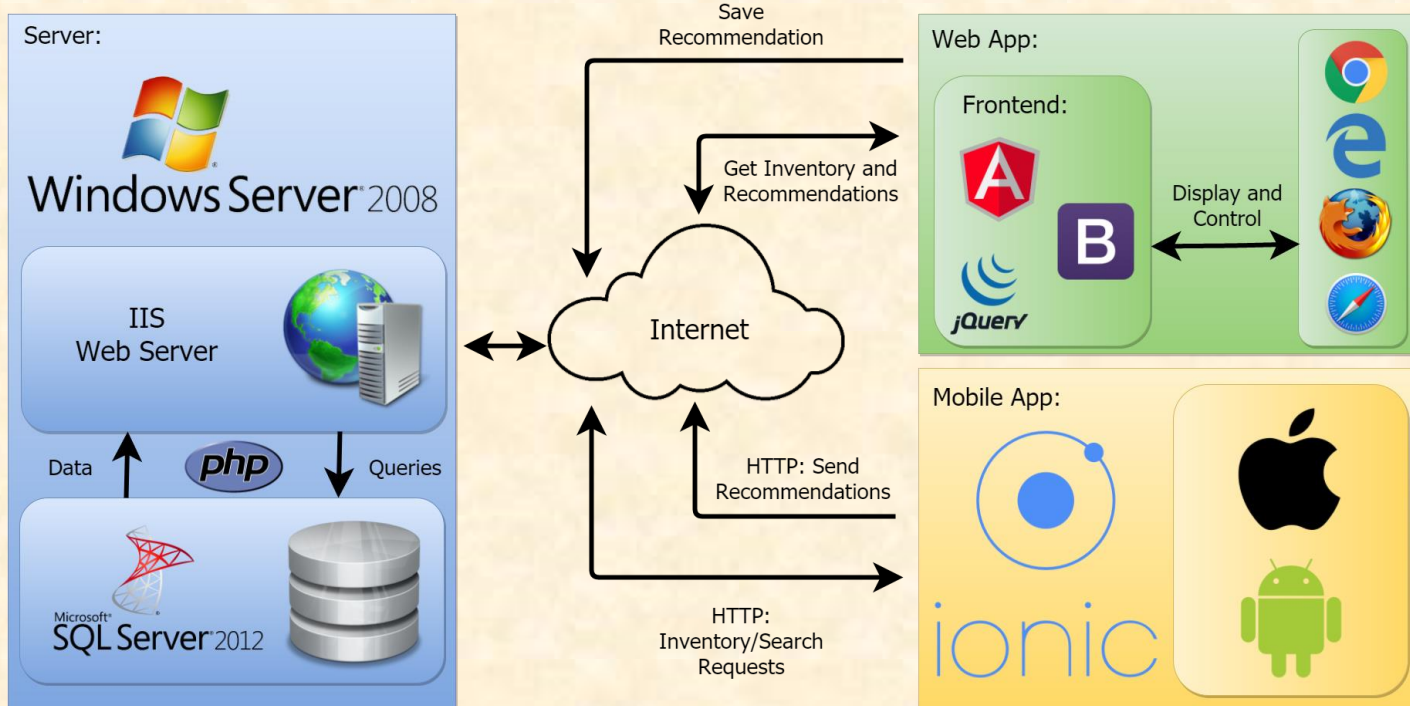 Server:
Windows Server 2008
IIS
Web Server
Data
php
Queries
Microsoft®
SQL Server® 2012
Save
Recommendation
Get Inventory and
Recommendations
Internet
HTTP: Send
Recommendations
HTTP:
Inventory/Search
Requests
Web App:
Frontend:
A
B
jQuery
Display and
Control
Mobile App:
ionic